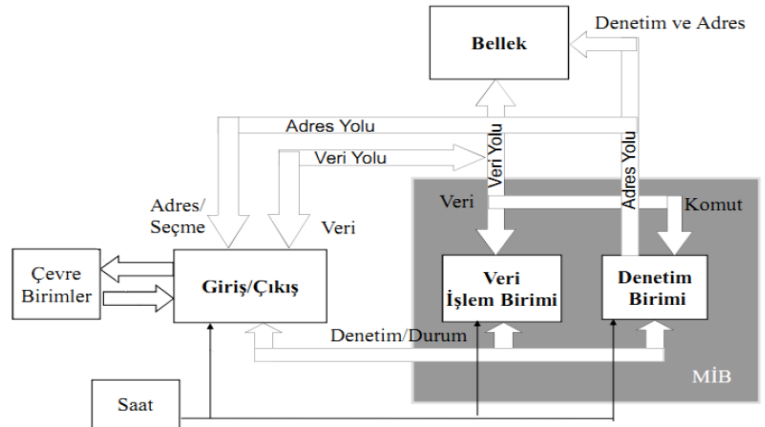 Denetim ve Adres
Bellek
Adres Yolu
Veri Yolu
Veri Yolu
Adres Yolu
Adres/
Seçme
Veri
Veri
Komut
Çevre
Birimler
Giriş/Çıkış
Veri
İşlem Birimi
Denetim
Birimi
Denetim/Durum
MİB
Saat